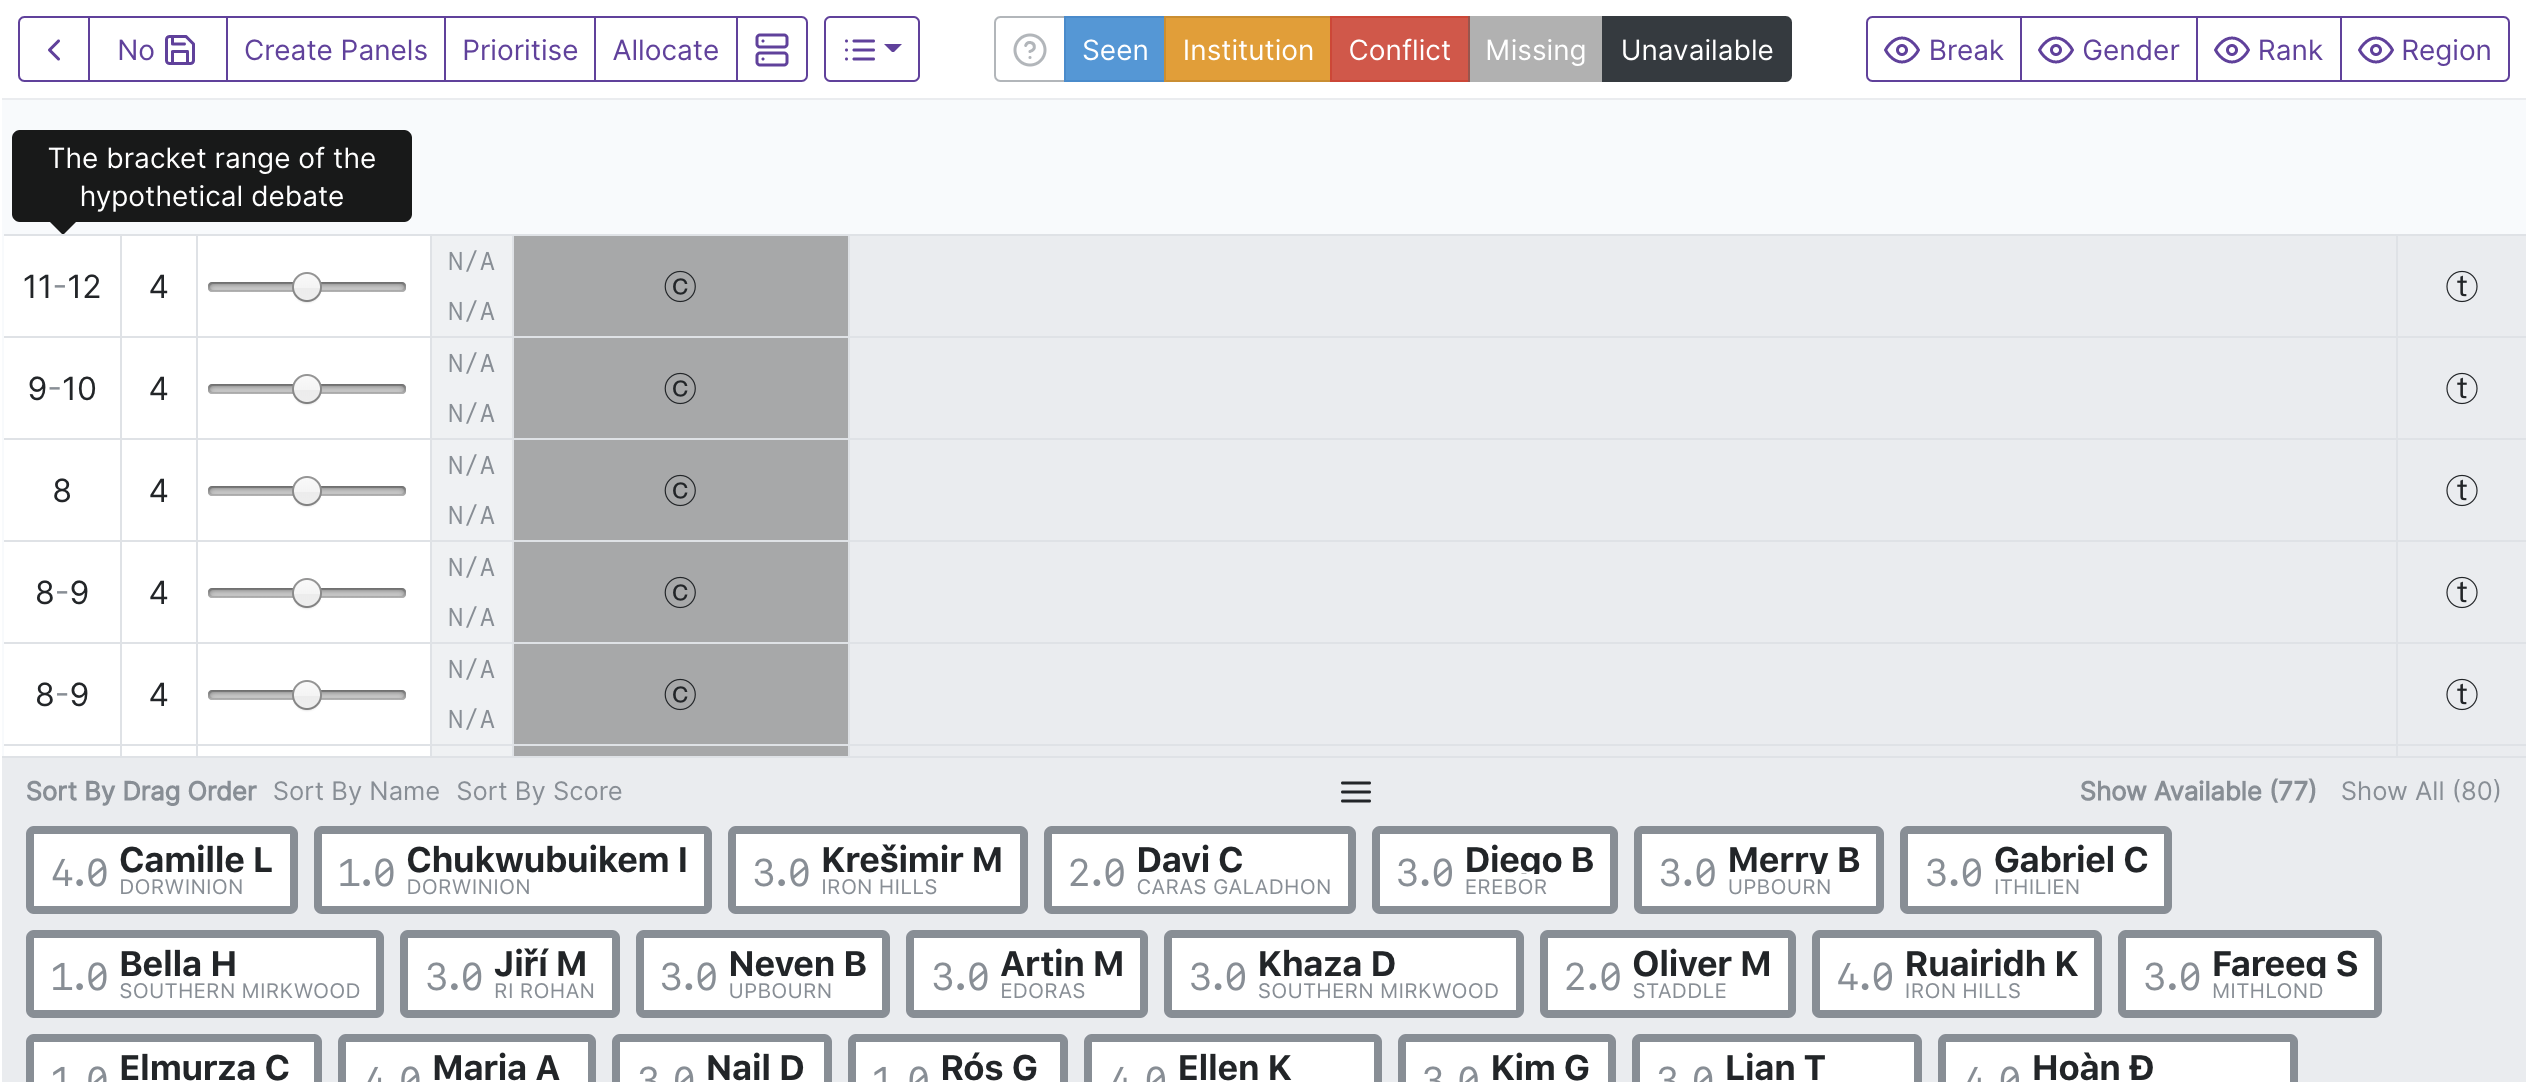 No Create Panels Prioritise Allocate Seen Institution Conflict Missing Unavailable Break Gender Rank Region
The bracket range of the
hypothetical debate
11-12 4 N/A N/A ⓒ ⓣ
9-10 4 N/A N/A ⓒ ⓣ
8 4 N/A N/A ⓒ ⓣ
8-9 4 N/A N/A ⓒ ⓣ
8-9 4 N/A N/A ⓒ ⓣ
Sort By Drag Order Sort By Name Sort By Score Show Available (77) Show All (80)
4.0 Camille L DORWINION
1.0 Chukwubuikem I DORWINION
3.0 Krešimir M IRON HILLS
2.0 Davi C CARAS GALADHON
3.0 Diego B EREBOR
3.0 Merry B UPBOURN
3.0 Gabriel C ITHILIEN
1.0 Bella H SOUTHERN MIRKWOOD
3.0 Jiří M RI ROHAN
3.0 Neven B UPBOURN
3.0 Artin M EDORAS
3.0 Khaza D SOUTHERN MIRKWOOD
2.0 Oliver M STADDLE
4.0 Ruairidh K IRON HILLS
3.0 Fareeq S MITHLOND
1.0 Elmurza C
4.0 Maria A
3.0 Nail D
1.0 Rós G
4.0 Ellen K
3.0 Kim G
3.0 Lian T
4.0 Hoàn Đ